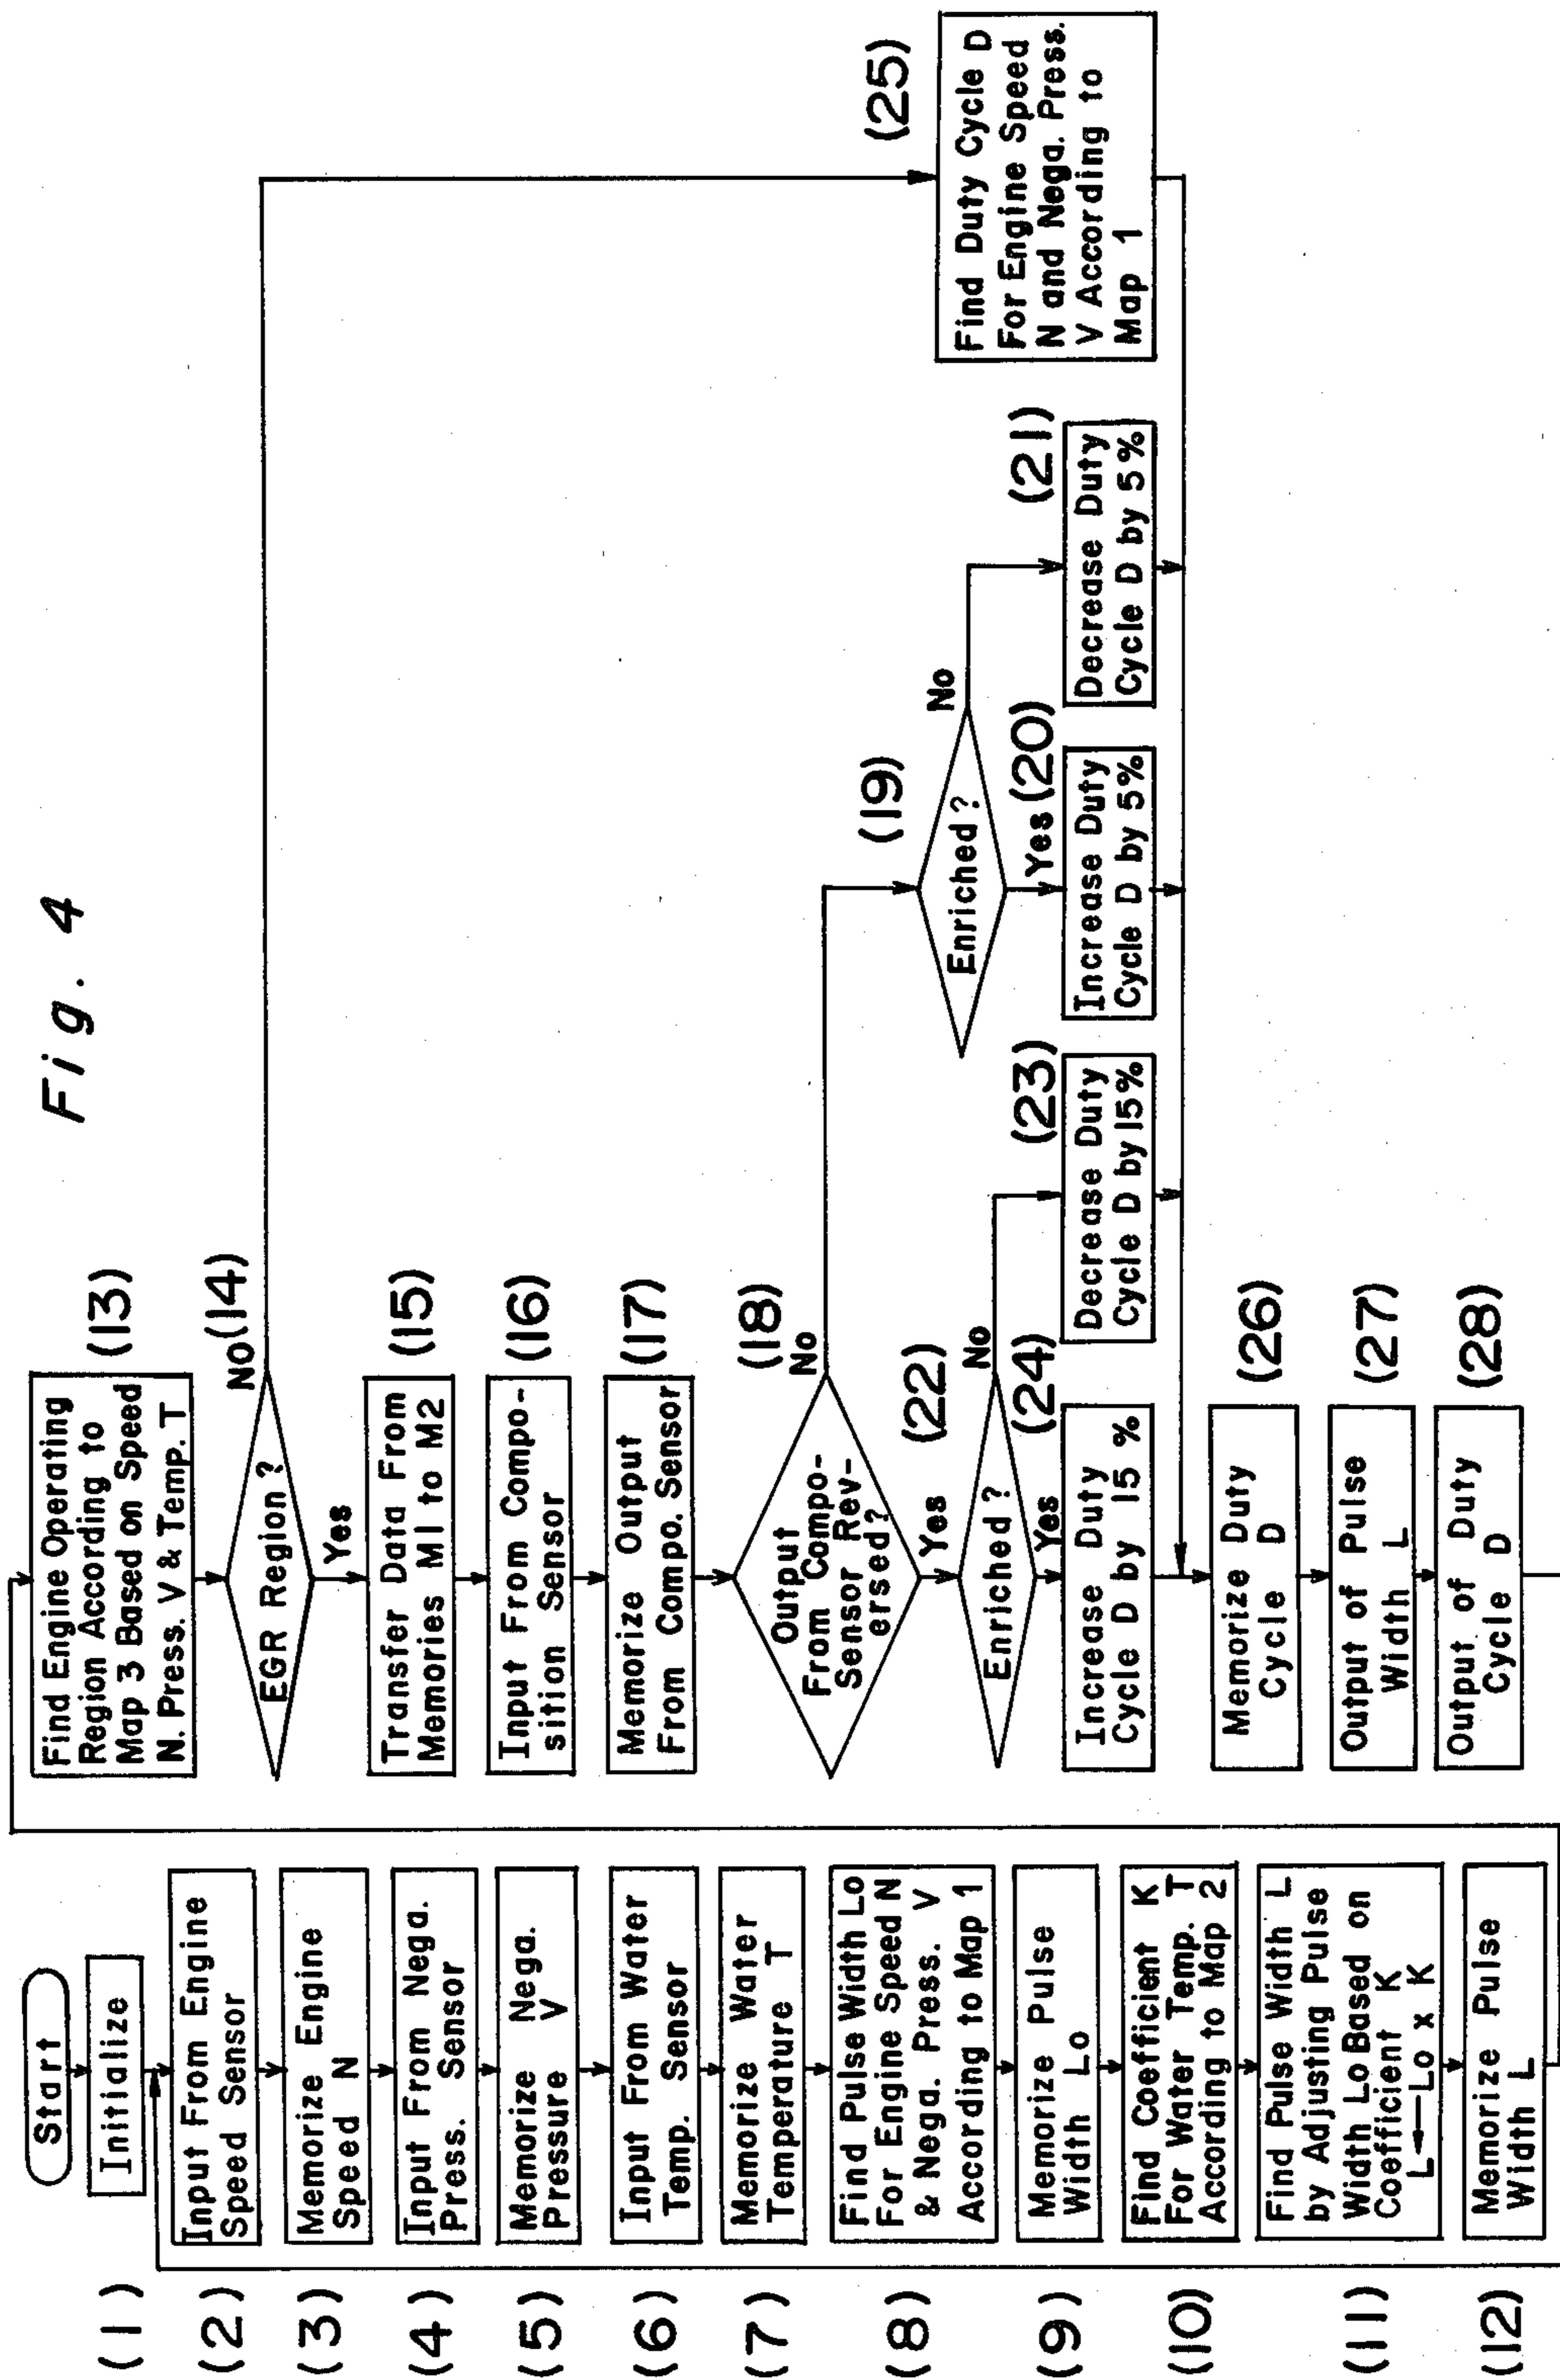 Fig. 4
Start
(1)
Initialize
(2)
Input From Engine
Speed Sensor
(3)
Memorize Engine
Speed N
(4)
Input From Nega.
Press. Sensor
(5)
Memorize Nega.
Pressure V
(6)
Input From Water
Temp. Sensor
(7)
Memorize Water
Temperature T
(8)
Find Pulse Width Lo
For Engine Speed N
& Nega. Press. V
According to Map 1
(9)
Memorize Pulse
Width Lo
(10)
Find Coefficient K
For Water Temp. T
According to Map 2
(11)
Find Pulse Width L
by Adjusting Pulse
Width Lo Based on
Coefficient K
L←Lo x K
(12)
Memorize Pulse
Width L
(13)
Find Engine Operating
Region According to
Map 3 Based on Speed
N. Press. V & Temp. T
(14)
EGR Region?
No
Yes
(15)
Transfer Data From
Memories M1 to M2
(16)
Input From Compo-
sition Sensor
(17)
Memorize Output
From Compo. Sensor
(18)
Output
From Compo-
Sensor Rev-
ersed?
No
Yes
(19)
Enriched?
No
Yes
(20)
Increase Duty
Cycle D by 5%
(21)
Decrease Duty
Cycle D by 5%
(22)
Enriched?
No
Yes
(23)
Decrease Duty
Cycle D by 15%
(24)
Increase Duty
Cycle D by 15 %
(25)
Find Duty Cycle D
For Engine Speed
N and Nega. Press.
V According to
Map 1
(26)
Memorize Duty
Cycle D
(27)
Output of Pulse
Width L
(28)
Output of Duty
Cycle D